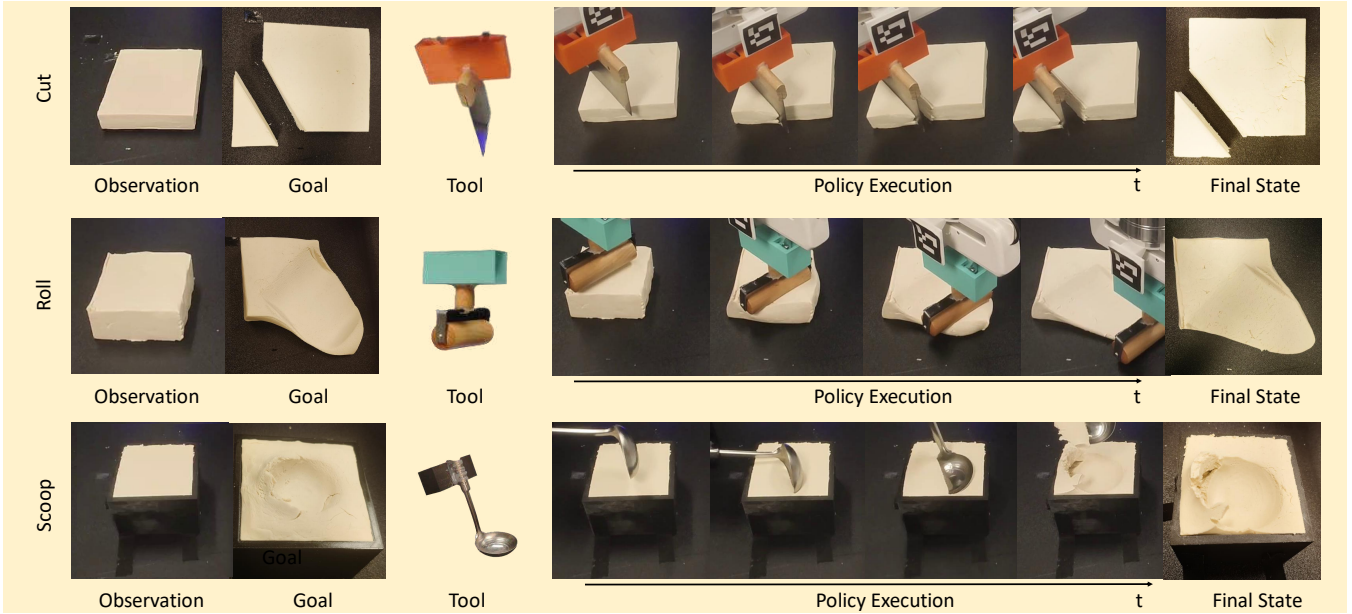 Cut
Observation Goal Tool Policy Execution t Final State
Roll
Observation Goal Tool Policy Execution t Final State
Scoop
Goal
Observation Goal Tool Policy Execution t Final State